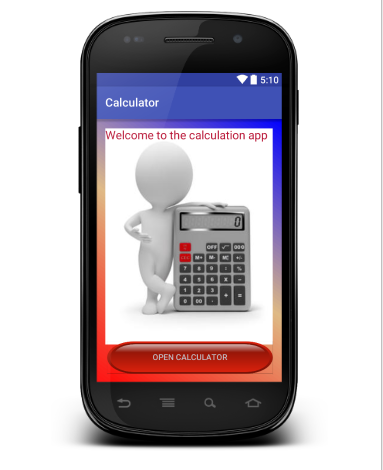 5:10
Calculator
Welcome to the calculation app
0
OFF √ 000
M+ M-
7 8 9 %
4 5 6 X -
1 2 3
0 00 . + =
OPEN CALCULATOR